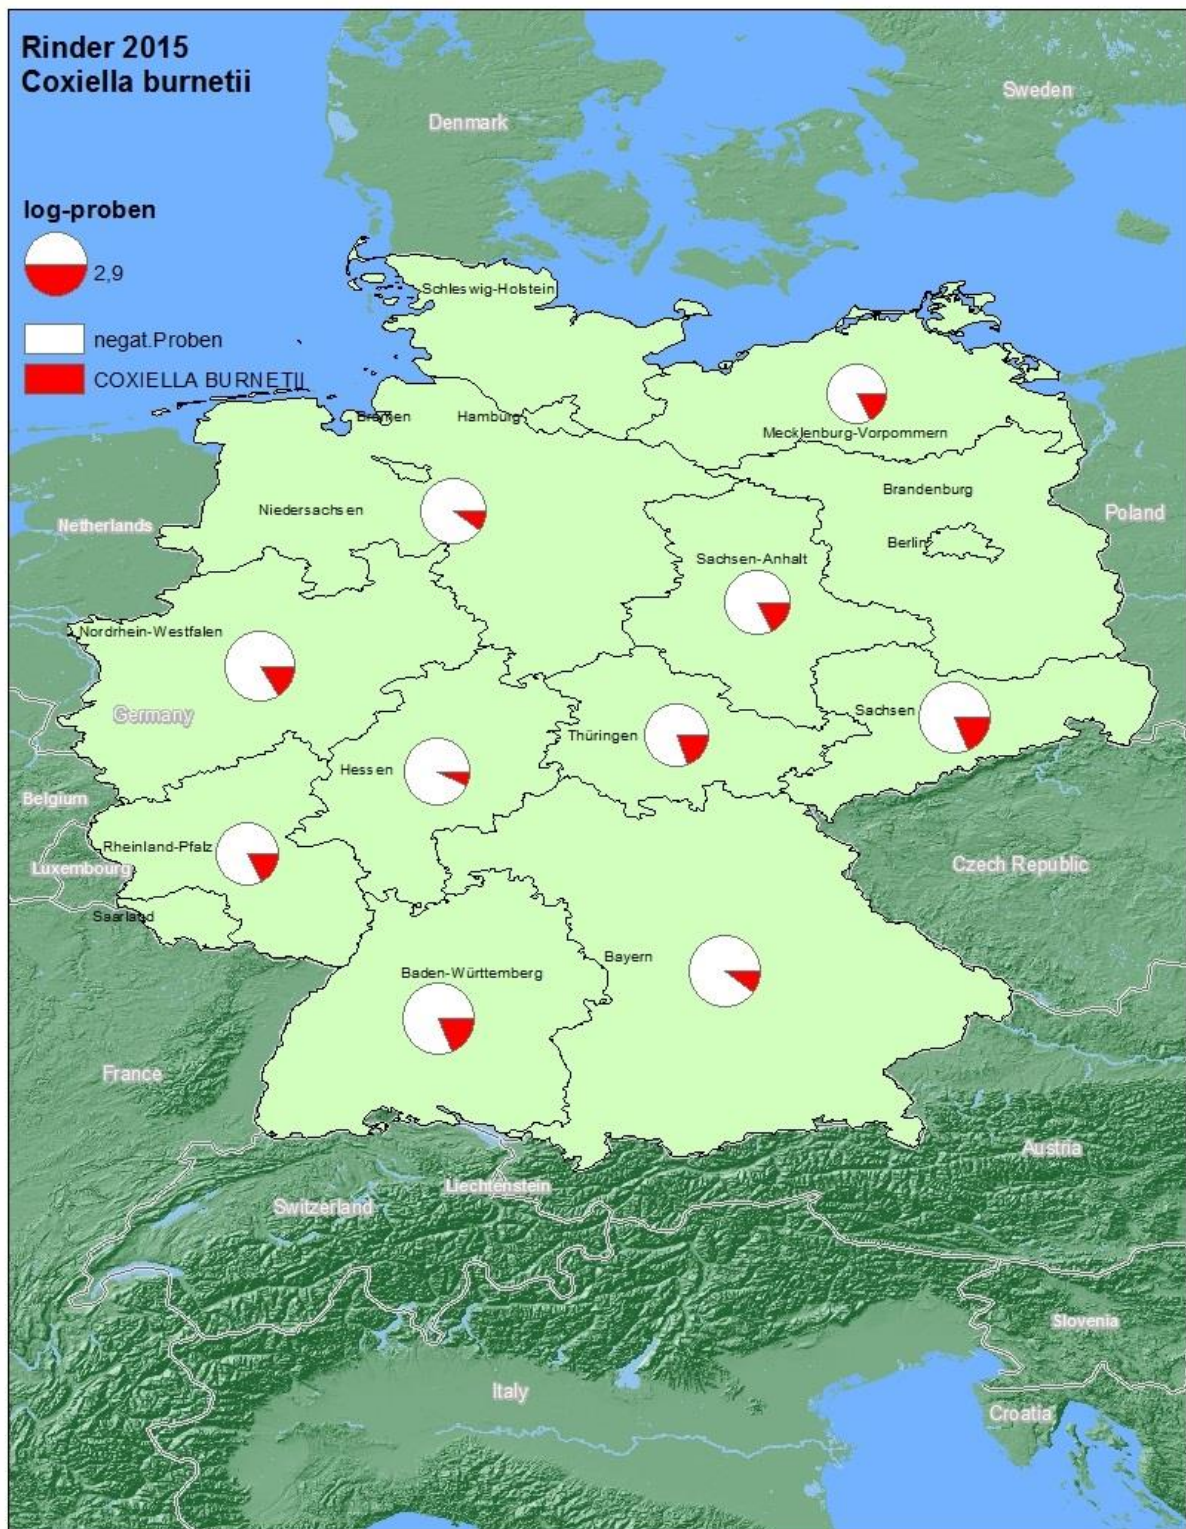 Rinder 2015
Coxiella burnetii
Sweden
Denmark
log-proben
2,9
Schleswig-Holstein
negat.Proben
COXIELLA BURNETII
Bremen
Hamburg
Mecklenburg-Vorpommern
Brandenburg
Niedersachsen
Netherlands
Poland
Berlin
Sachsen-Anhalt
Nordrhein-Westfalen
Germany
Sachsen
Thüringen
Hessen
Belgium
Rheinland-Pfalz
Luxembourg
Czech Republic
Saarland
Bayern
Baden-Württemberg
France
Austria
Liechtenstein
Switzerland
Slovenia
Italy
Croatia